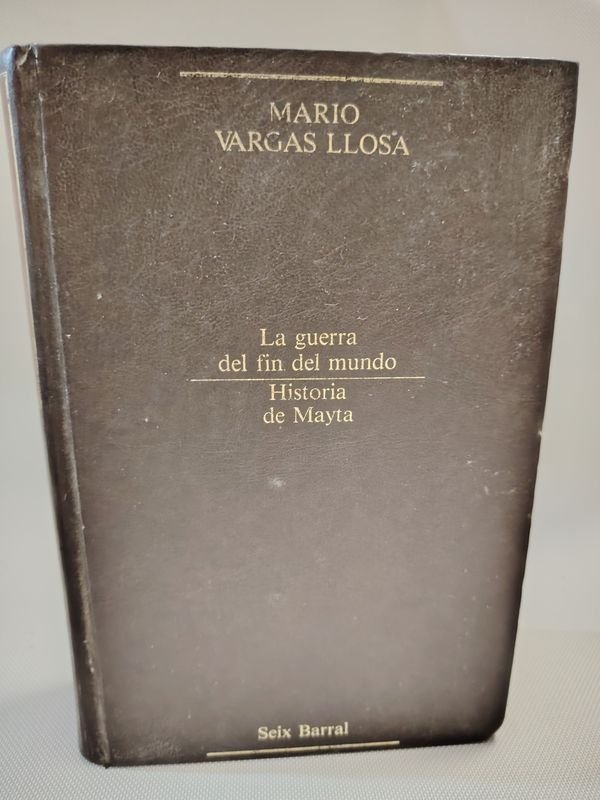 MARIO
VARGAS LLOSA
La guerra
del fin del mundo
Historia
de Mayta
Seix Barral